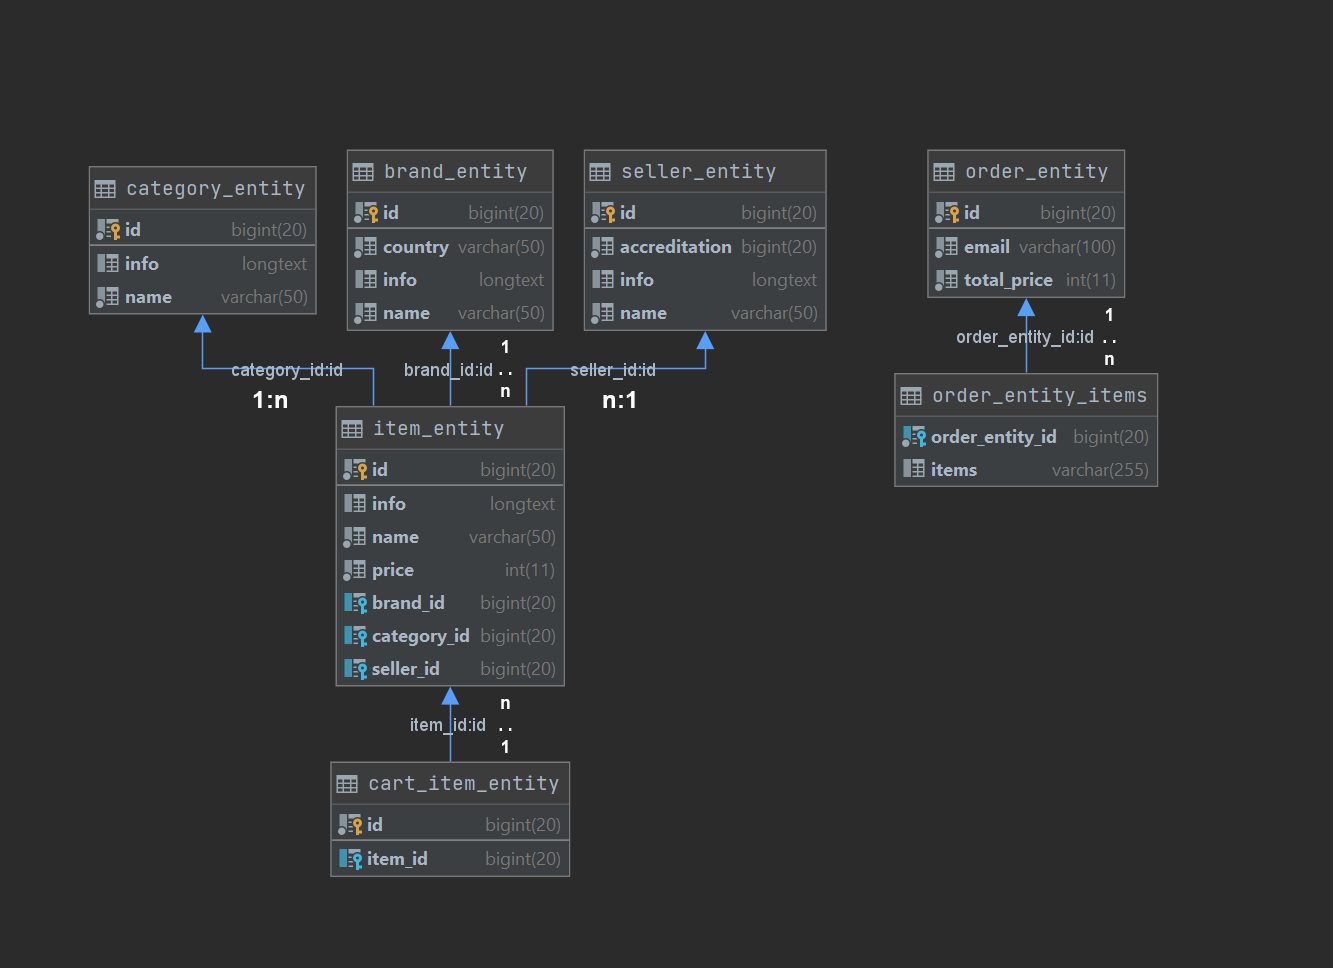 category_entity
id bigint(20)
info longtext
name varchar(50)
brand_entity
id bigint(20)
country varchar(50)
info longtext
name varchar(50)
seller_entity
id bigint(20)
accreditation bigint(20)
info longtext
name varchar(50)
order_entity
id bigint(20)
email varchar(100)
total_price int(11)
category_id:id
1:n
brand_id:id
1
..
n
seller_id:id
n:1
order_entity_id:id
1
..
n
order_entity_items
order_entity_id bigint(20)
items varchar(255)
item_entity
id bigint(20)
info longtext
name varchar(50)
price int(11)
brand_id bigint(20)
category_id bigint(20)
seller_id bigint(20)
item_id:id
n
..
1
cart_item_entity
id bigint(20)
item_id bigint(20)